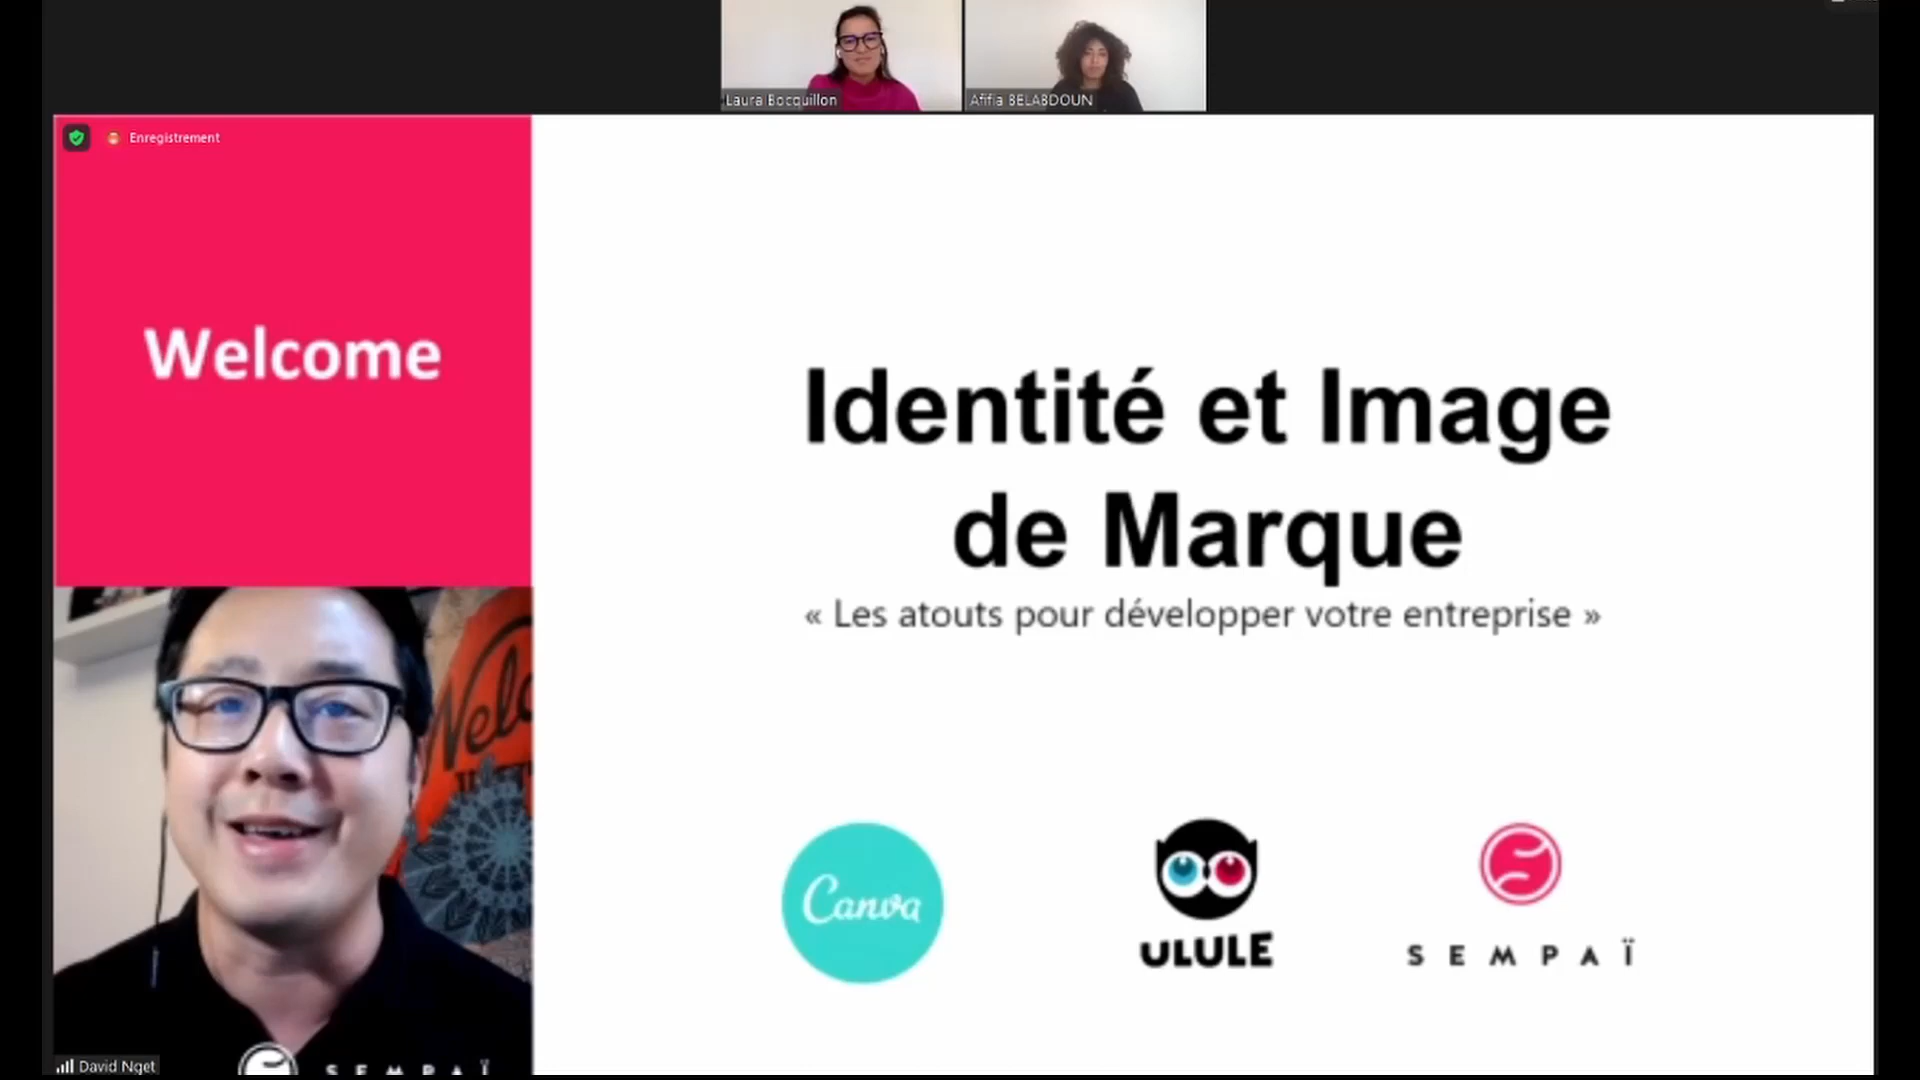 Laura Bocquillon
Afifia BELABDOUN
Enregistrement
Welcome
Identité et Image
de Marque
« Les atouts pour développer votre entreprise »
Canva
ULULE
SEMPAÏ
David Nget
SEMPAÏ